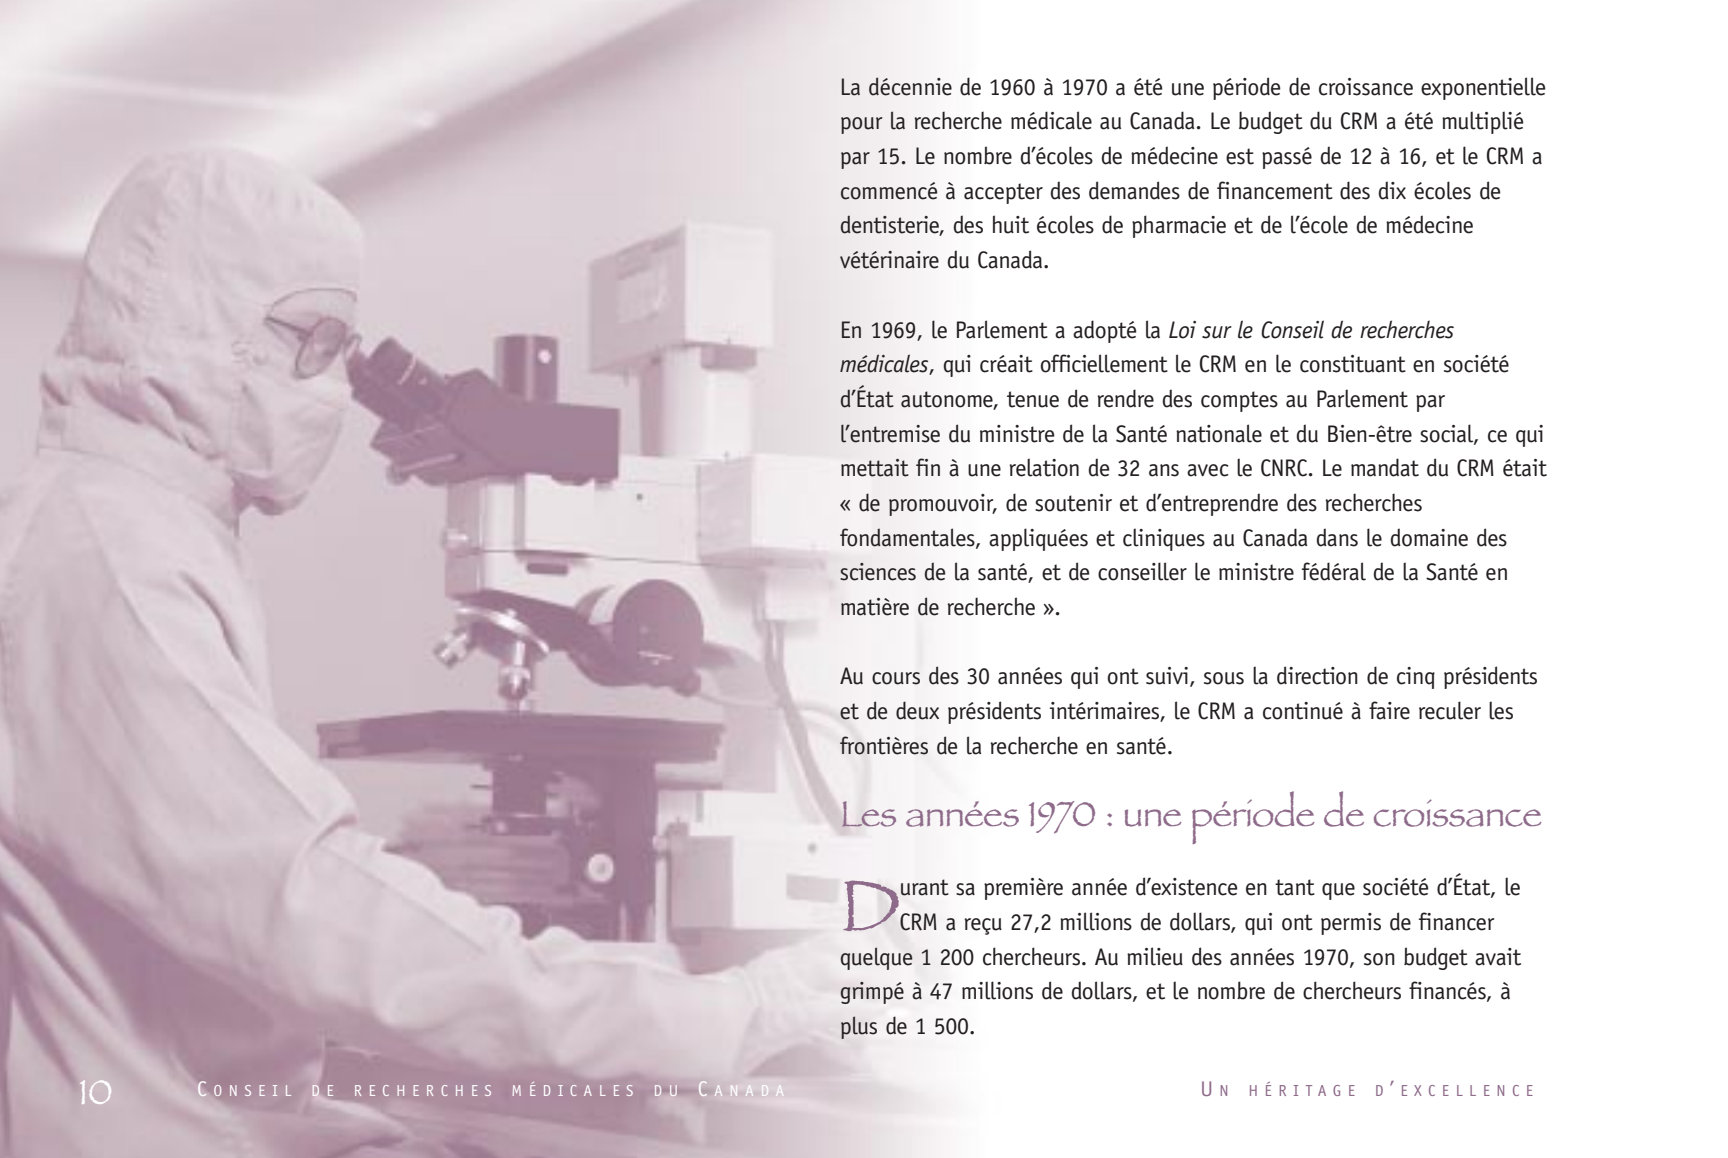 La décennie de 1960 à 1970 a été une période de croissance exponentielle
pour la recherche médicale au Canada. Le budget du CRM a été multiplié
par 15. Le nombre d’écoles de médecine est passé de 12 à 16, et le CRM a
commencé à accepter des demandes de financement des dix écoles de
dentisterie, des huit écoles de pharmacie et de l’école de médecine
vétérinaire du Canada.
En 1969, le Parlement a adopté la Loi sur le Conseil de recherches
médicales, qui créait officiellement le CRM en le constituant en société
d’État autonome, tenue de rendre des comptes au Parlement par
l’entremise du ministre de la Santé nationale et du Bien-être social, ce qui
mettait fin à une relation de 32 ans avec le CNRC. Le mandat du CRM était
« de promouvoir, de soutenir et d’entreprendre des recherches
fondamentales, appliquées et cliniques au Canada dans le domaine des
sciences de la santé, et de conseiller le ministre fédéral de la Santé en
matière de recherche ».
Au cours des 30 années qui ont suivi, sous la direction de cinq présidents
et de deux présidents intérimaires, le CRM a continué à faire reculer les
frontières de la recherche en santé.
Les années 1970 : une période de croissance
Durant sa première année d’existence en tant que société d’État, le
CRM a reçu 27,2 millions de dollars, qui ont permis de financer
quelque 1 200 chercheurs. Au milieu des années 1970, son budget avait
grimpé à 47 millions de dollars, et le nombre de chercheurs financés, à
plus de 1 500.
10 Conseil de recherches médicales du Canada
Un héritage d’excellence